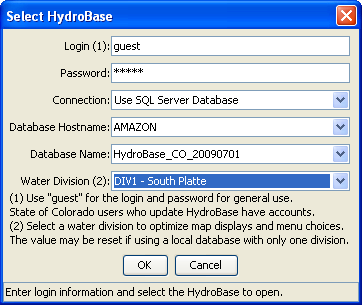 Select HydroBase
Login (1): guest
Password: *****
Connection: Use SQL Server Database
Database Hostname: AMAZON
Database Name: HydroBase_CO_20090701
Water Division (2): DIV1 - South Platte
(1) Use "guest" for the login and password for general use.
State of Colorado users who update HydroBase have accounts.
(2) Select a water division to optimize map displays and menu choices.
The value may be reset if using a local database with only one division.
OK Cancel
Enter login information and select the HydroBase to open.